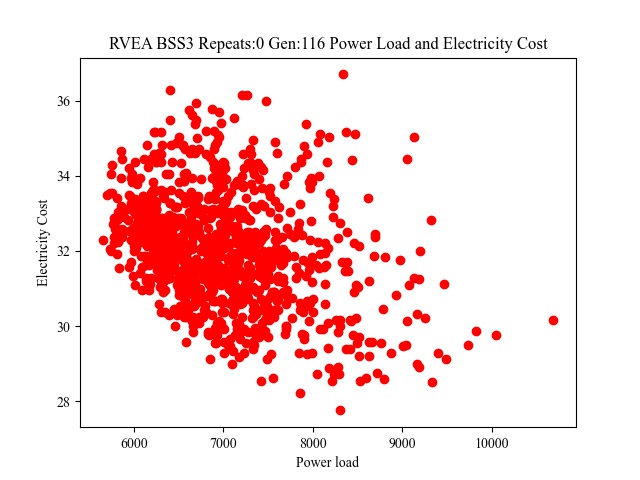 RVEA BSS3 Repeats:0 Gen:116 Power Load and Electricity Cost
36
34
32
30
28
Electricity Cost
6000 7000 8000 9000 10000
Power load